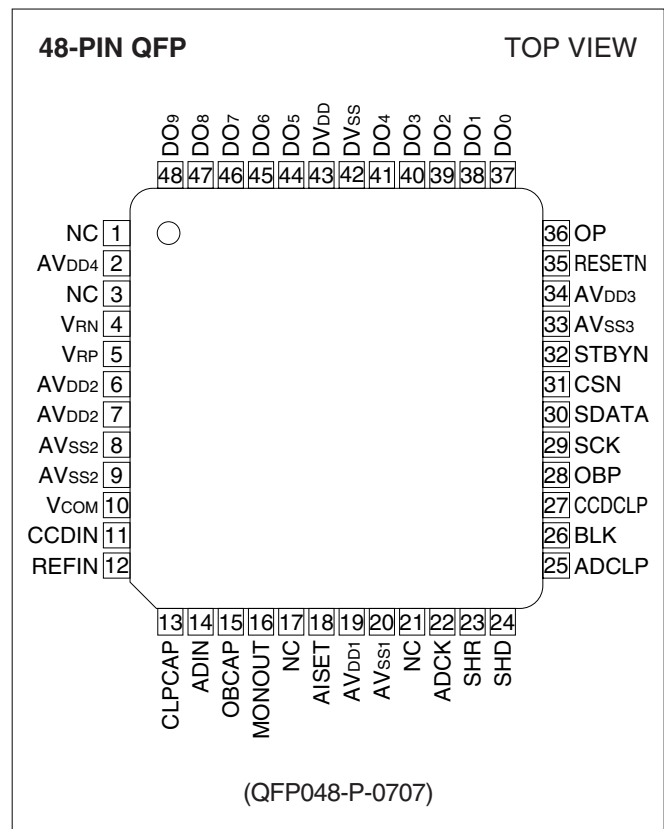 48-PIN QFP TOP VIEW
DO9 DO8 DO7 DO6 DO5 DVDD DVSS DO4 DO3 DO2 DO1 DO0
48 47 46 45 44 43 42 41 40 39 38 37
NC 1
AVDD4 2
NC 3
VRN 4
VRP 5
AVDD2 6
AVDD2 7
AVSS2 8
AVSS2 9
VCOM 10
CCDIN 11
REFIN 12
36 OP
35 RESETN
34 AVDD3
33 AVSS3
32 STBYN
31 CSN
30 SDATA
29 SCK
28 OBP
27 CCDCLP
26 BLK
25 ADCLP
13 14 15 16 17 18 19 20 21 22 23 24
CLPCAP ADIN OBCAP MONOUT NC AISET AVDD1 AVSS1 NC ADCK SHR SHD
(QFP048-P-0707)